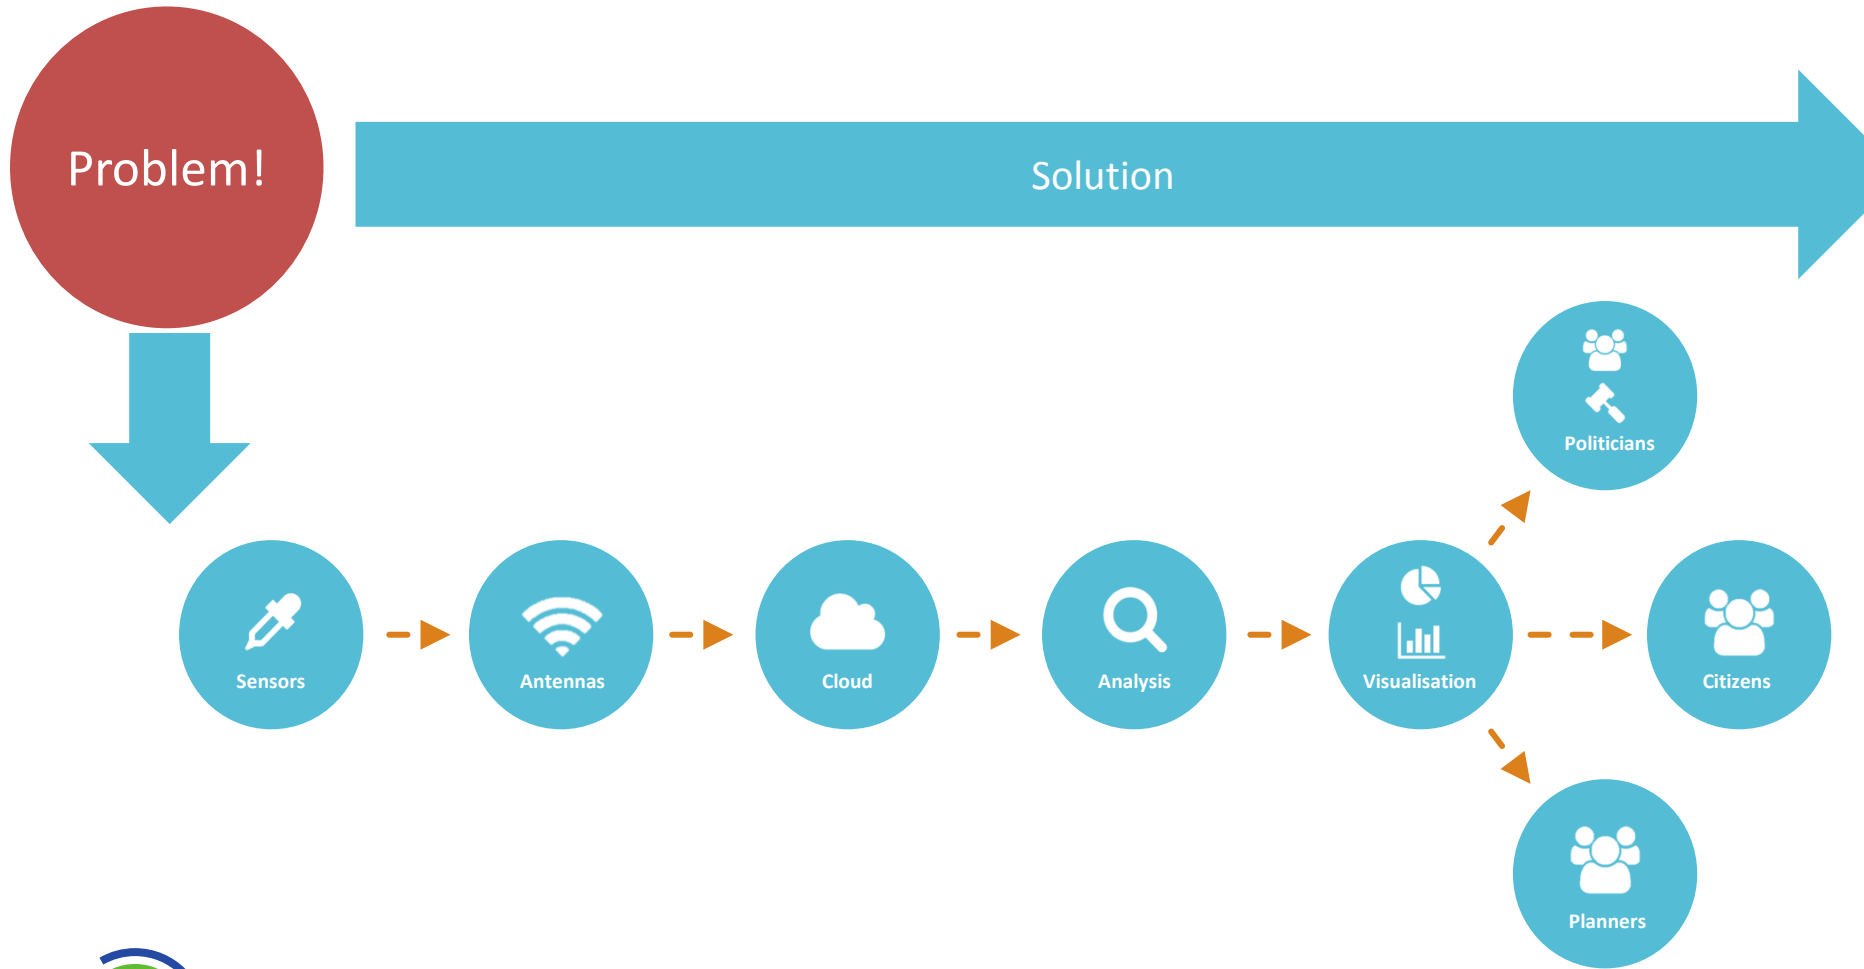 Problem!
Solution
Politicians
Sensors
Antennas
Cloud
Analysis
Visualisation
Citizens
Planners